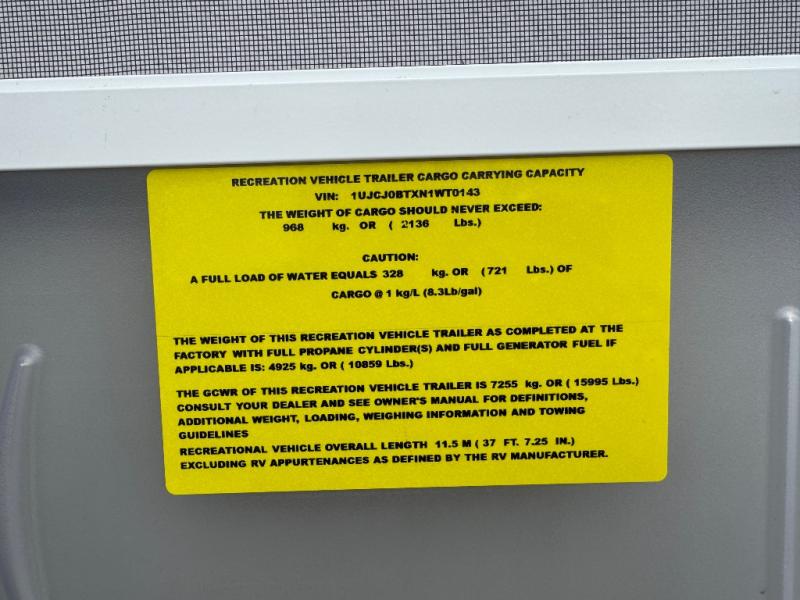 RECREATION VEHICLE TRAILER CARGO CARRYING CAPACITY
VIN: 1UJCJ0BTXN1WT0143
THE WEIGHT OF CARGO SHOULD NEVER EXCEED:
968 kg. OR ( 2136 Lbs.)
CAUTION:
A FULL LOAD OF WATER EQUALS 328 kg. OR (721 Lbs.) OF
CARGO @ 1 kg/L (8.3Lb/gal)
THE WEIGHT OF THIS RECREATION VEHICLE TRAILER AS COMPLETED AT THE
FACTORY WITH FULL PROPANE CYLINDER(S) AND FULL GENERATOR FUEL IF
APPLICABLE IS: 4925 kg. OR ( 10859 Lbs.)
THE GCWR OF THIS RECREATION VEHICLE TRAILER IS 7255 kg. OR ( 15995 Lbs.)
CONSULT YOUR DEALER AND SEE OWNER'S MANUAL FOR DEFINITIONS,
ADDITIONAL WEIGHT, LOADING, WEIGHING INFORMATION AND TOWING
GUIDELINES
RECREATIONAL VEHICLE OVERALL LENGTH 11.5 M ( 37 FT. 7.25 IN.)
EXCLUDING RV APPURTENANCES AS DEFINED BY THE RV MANUFACTURER.